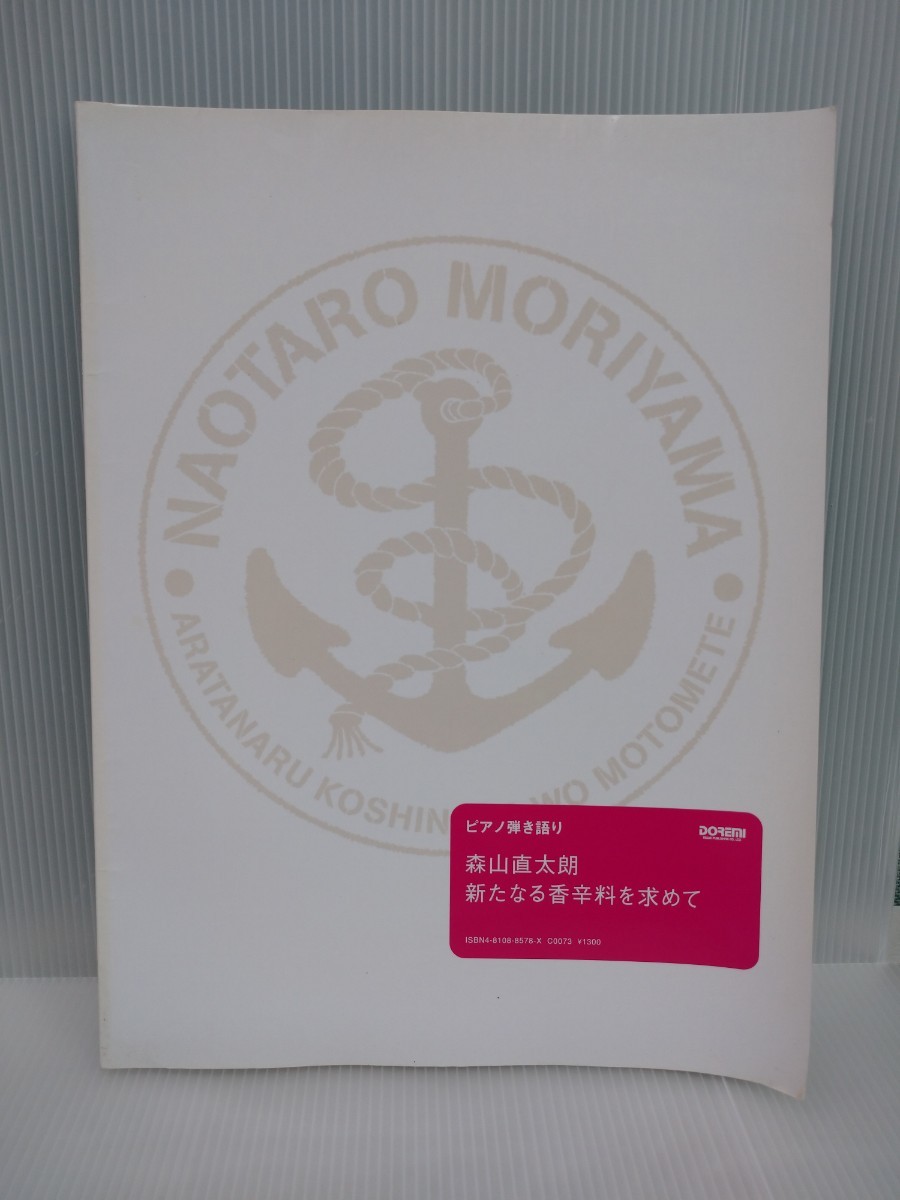 NAOTARO MORIYAMA
ARATANARU KOSHIN WO MOTOMETE
ピアノ弾き語り
DOREMI
森山直太朗
新たなる香辛料を求めて
ISBN4-8108-8578-X C0073 ¥1300